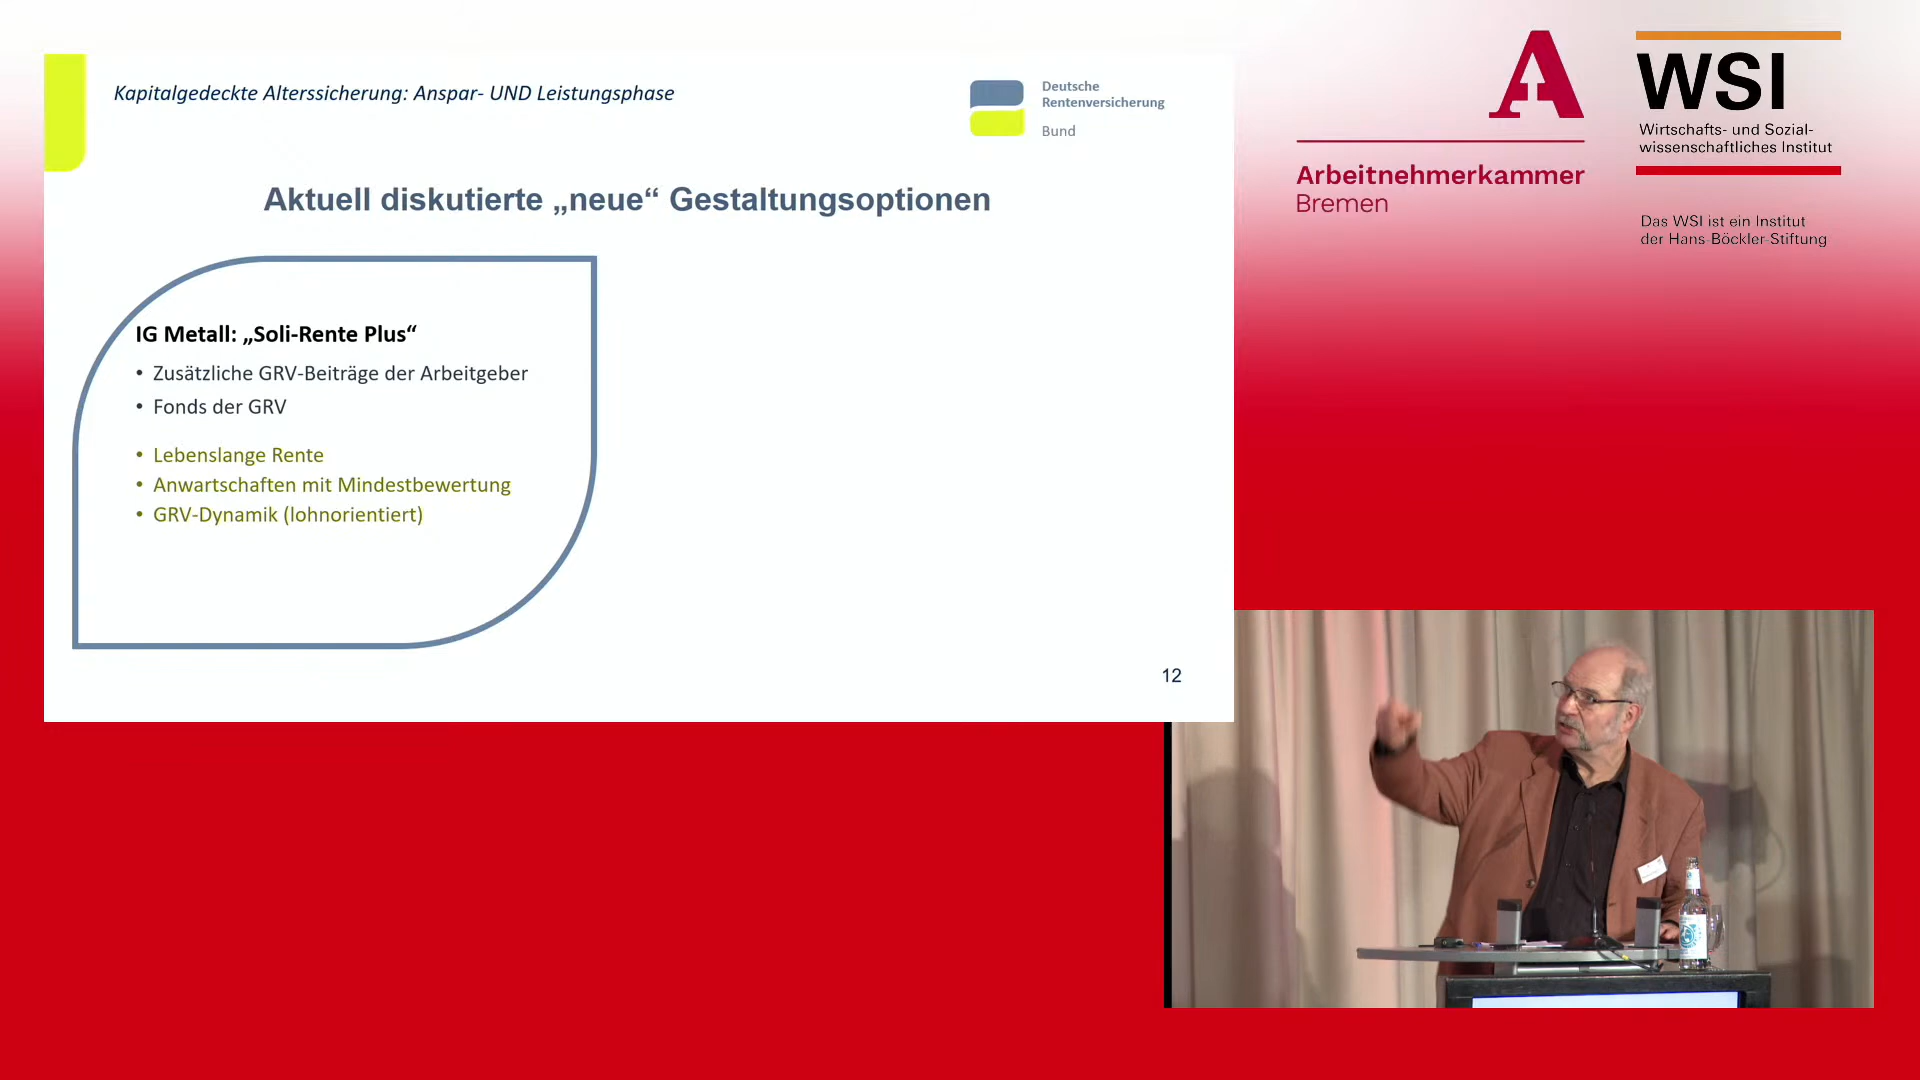 Kapitalgedeckte Alterssicherung: Anspar- UND Leistungsphase
Deutsche
Rentenversicherung
Bund
Aktuell diskutierte „neue“ Gestaltungsoptionen
IG Metall: „Soli-Rente Plus“
• Zusätzliche GRV-Beiträge der Arbeitgeber
• Fonds der GRV
• Lebenslange Rente
• Anwartschaften mit Mindestbewertung
• GRV-Dynamik (lohnorientiert)
12
A
Arbeitnehmerkammer
Bremen
WSI
Wirtschafts- und Sozial-
wissenschaftliches Institut
Das WSI ist ein Institut
der Hans-Böckler-Stiftung